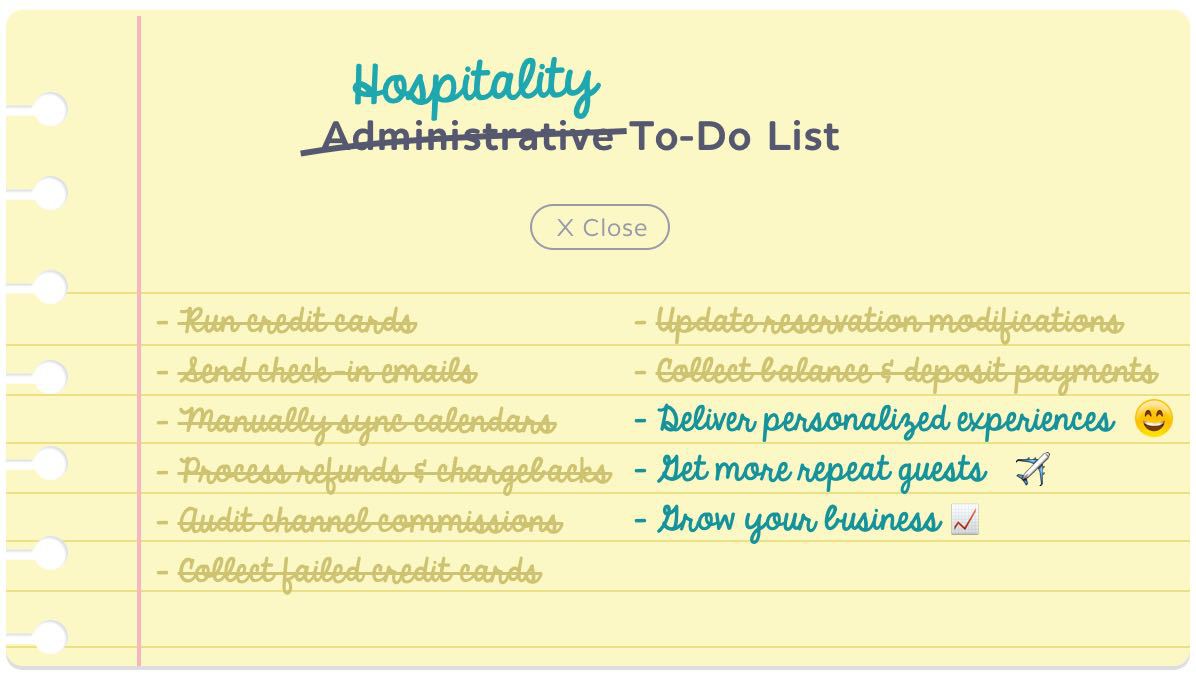 Hospitality
Administrative To-Do List
X Close
- Run credit cards
- Send check-in emails
- Manually sync calendars
- Process refunds & chargebacks
- Audit channel commissions
- Collect failed credit cards
- Update reservation modifications
- Collect balance & deposit payments
- Deliver personalized experiences 😄
- Get more repeat guests ✈️
- Grow your business 📈